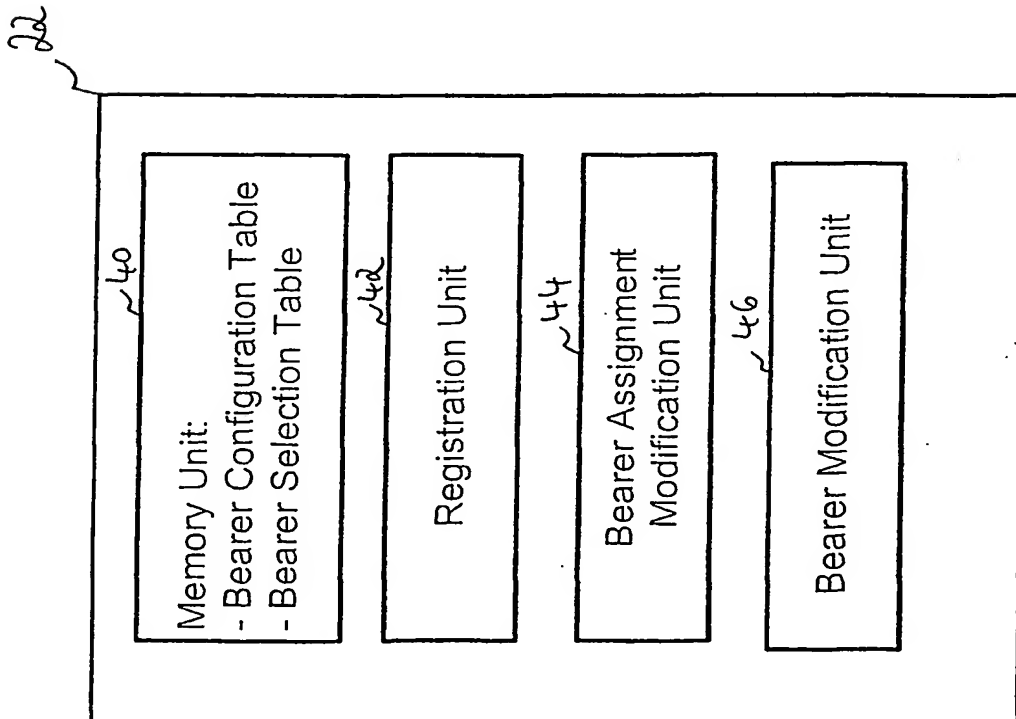 22
40
Memory Unit:
- Bearer Configuration Table
- Bearer Selection Table
42
Registration Unit
44
Bearer Assignment
Modification Unit
46
Bearer Modification Unit